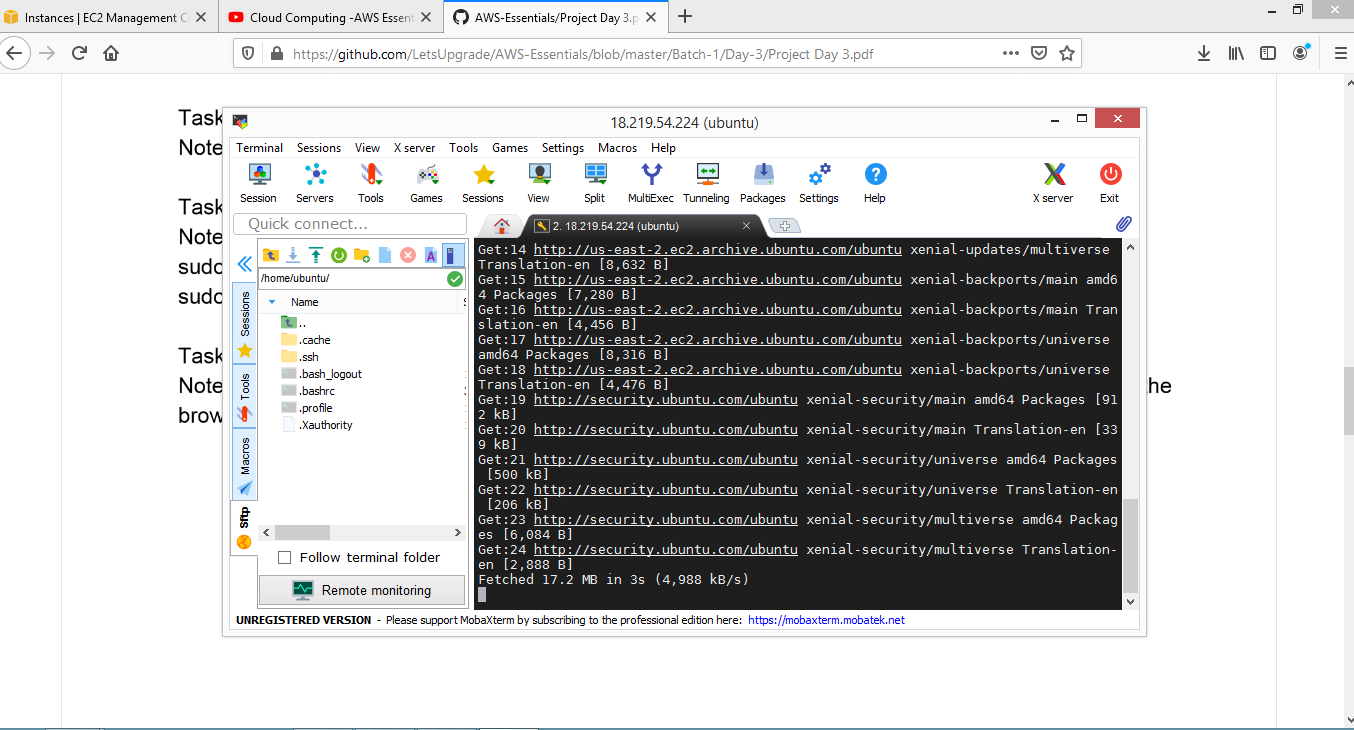 Instances | EC2 Management C
Cloud Computing -AWS Essent
AWS-Essentials/Project Day 3.p
https://github.com/LetsUpgrade/AWS-Essentials/blob/master/Batch-1/Day-3/Project Day 3.pdf
Task
Note
Task
Note
sudo
sudo
Task
Note
the
brow
18.219.54.224 (ubuntu)
Terminal Sessions View X server Tools Games Settings Macros Help
Session Servers Tools Games Sessions View Split MultiExec Tunneling Packages Settings Help X server Exit
Quick connect...
2. 18.219.54.224 (ubuntu)
/home/ubuntu/
Name
..
.cache
.ssh
.bash_logout
.bashrc
.profile
.Xauthority
Sessions
Tools
Macros
Sftp
Follow terminal folder
Remote monitoring
Get:14 http://us-east-2.ec2.archive.ubuntu.com/ubuntu xenial-updates/multiverse
Translation-en [8,632 B]
Get:15 http://us-east-2.ec2.archive.ubuntu.com/ubuntu xenial-backports/main amd6
4 Packages [7,280 B]
Get:16 http://us-east-2.ec2.archive.ubuntu.com/ubuntu xenial-backports/main Tran
slation-en [4,456 B]
Get:17 http://us-east-2.ec2.archive.ubuntu.com/ubuntu xenial-backports/universe
amd64 Packages [8,316 B]
Get:18 http://us-east-2.ec2.archive.ubuntu.com/ubuntu xenial-backports/universe
Translation-en [4,476 B]
Get:19 http://security.ubuntu.com/ubuntu xenial-security/main amd64 Packages [91
2 kB]
Get:20 http://security.ubuntu.com/ubuntu xenial-security/main Translation-en [33
9 kB]
Get:21 http://security.ubuntu.com/ubuntu xenial-security/universe amd64 Packages
[500 kB]
Get:22 http://security.ubuntu.com/ubuntu xenial-security/universe Translation-en
[206 kB]
Get:23 http://security.ubuntu.com/ubuntu xenial-security/multiverse amd64 Packag
es [6,084 B]
Get:24 http://security.ubuntu.com/ubuntu xenial-security/multiverse Translation-
en [2,888 B]
Fetched 17.2 MB in 3s (4,988 kB/s)
UNREGISTERED VERSION - Please support MobaXterm by subscribing to the professional edition here: https://mobaxterm.mobatek.net